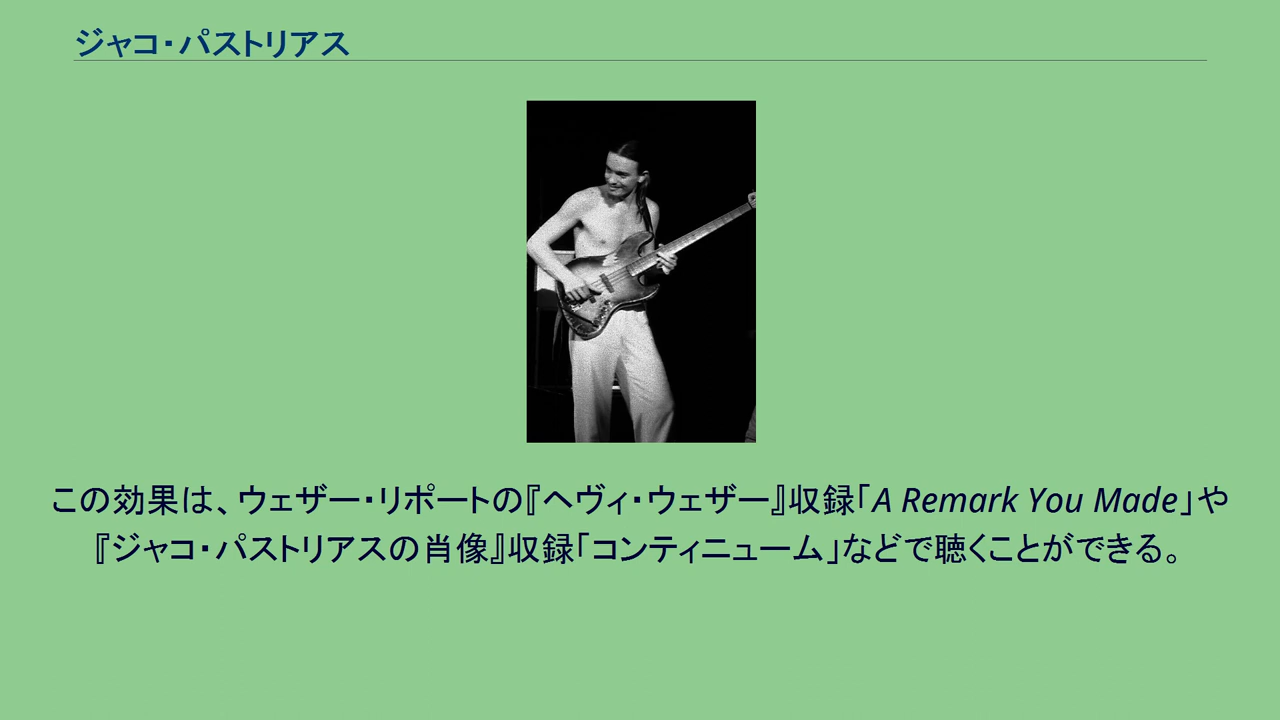 ジャコ・パストリアス
この効果は、ウェザー・リポートの『ヘヴィ・ウェザー』収録「A Remark You Made」や
『ジャコ・パストリアスの肖像』収録「コンティニューム」などで聴くことができる。